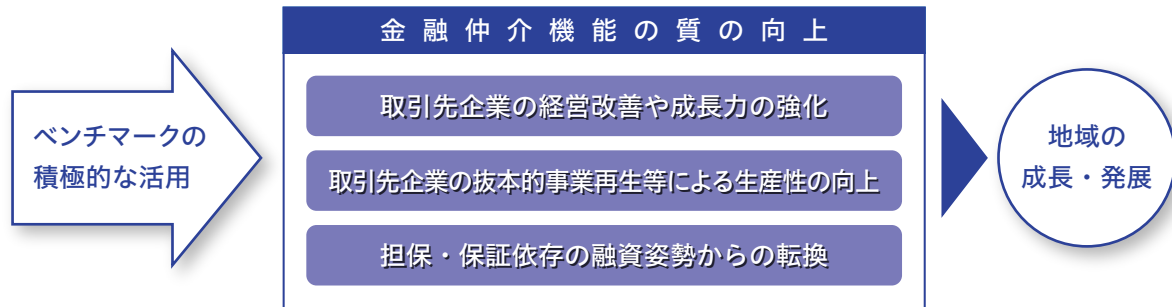 金融仲介機能の質の向上
ベンチマークの
積極的な活用
取引先企業の経営改善や成長力の強化
取引先企業の抜本的事業再生等による生産性の向上
担保・保証依存の融資姿勢からの転換
地域の
成長・発展